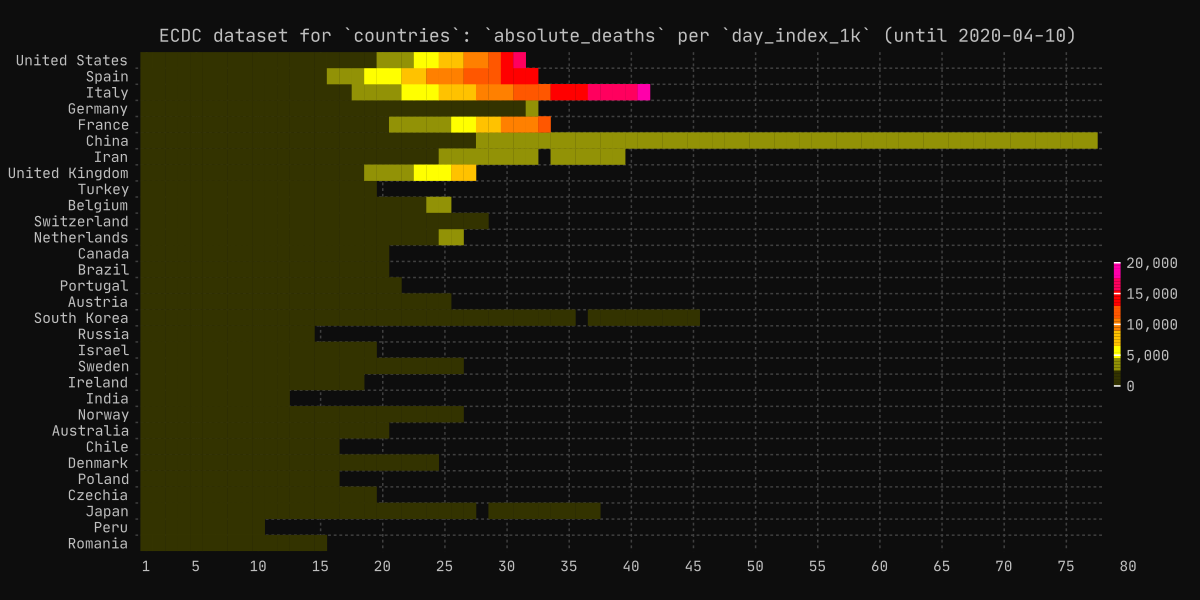 ECDC dataset for `countries`: `absolute_deaths` per `day_index_1k` (until 2020-04-10)
United States
Spain
Italy
Germany
France
China
Iran
United Kingdom
Turkey
Belgium
Switzerland
Netherlands
Canada
Brazil
Portugal
Austria
South Korea
Russia
Israel
Sweden
Ireland
India
Norway
Australia
Chile
Denmark
Poland
Czechia
Japan
Peru
Romania
1 5 10 15 20 25 30 35 40 45 50 55 60 65 70 75 80
20,000
15,000
10,000
5,000
0